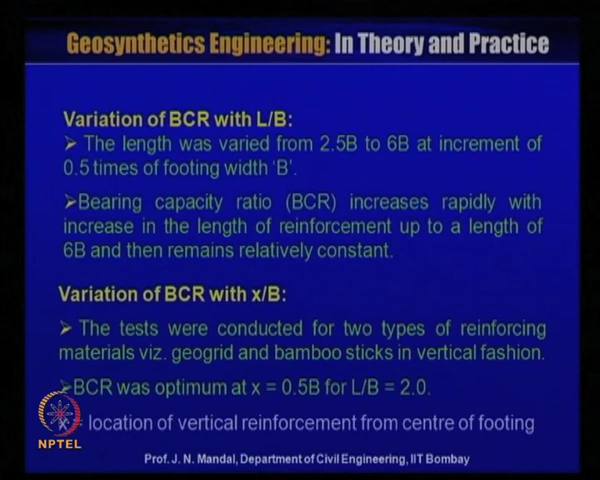 Geosynthetics Engineering: In Theory and Practice
Variation of BCR with L/B:
➤ The length was varied from 2.5B to 6B at increment of
0.5 times of footing width 'B'.
➤Bearing capacity ratio (BCR) increases rapidly with
increase in the length of reinforcement up to a length of
6B and then remains relatively constant.
Variation of BCR with x/B:
➤ The tests were conducted for two types of reinforcing
materials viz. geogrid and bamboo sticks in vertical fashion.
➤BCR was optimum at x = 0.5B for L/B = 2.0.
location of vertical reinforcement from centre of footing
NPTEL
Prof. J. N. Mandal, Department of Civil Engineering, IIT Bombay